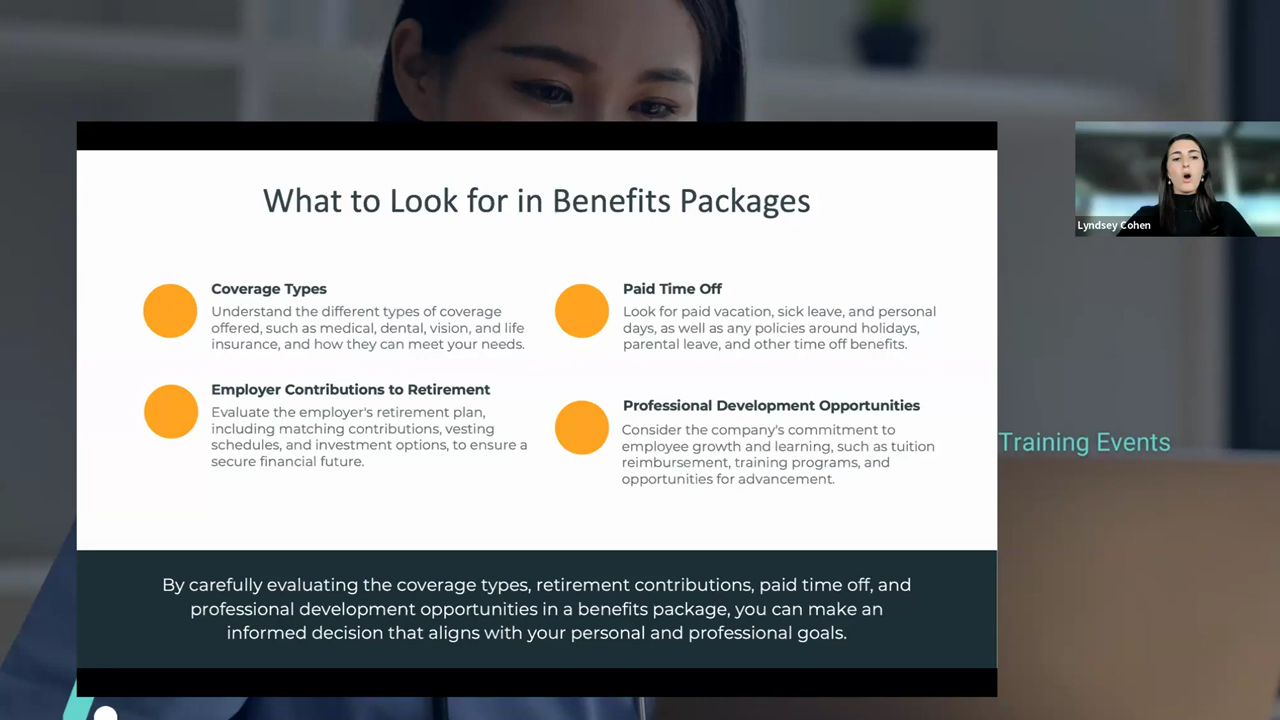 What to Look for in Benefits Packages
Coverage Types
Understand the different types of coverage
offered, such as medical, dental, vision, and life
insurance, and how they can meet your needs.
Paid Time Off
Look for paid vacation, sick leave, and personal
days, as well as any policies around holidays,
parental leave, and other time off benefits.
Employer Contributions to Retirement
Evaluate the employer's retirement plan,
including matching contributions, vesting
schedules, and investment options, to ensure a
secure financial future.
Professional Development Opportunities
Consider the company's commitment to
employee growth and learning, such as tuition
reimbursement, training programs, and
opportunities for advancement.
By carefully evaluating the coverage types, retirement contributions, paid time off, and
professional development opportunities in a benefits package, you can make an
informed decision that aligns with your personal and professional goals.
Lyndsey Cohen
Training Events